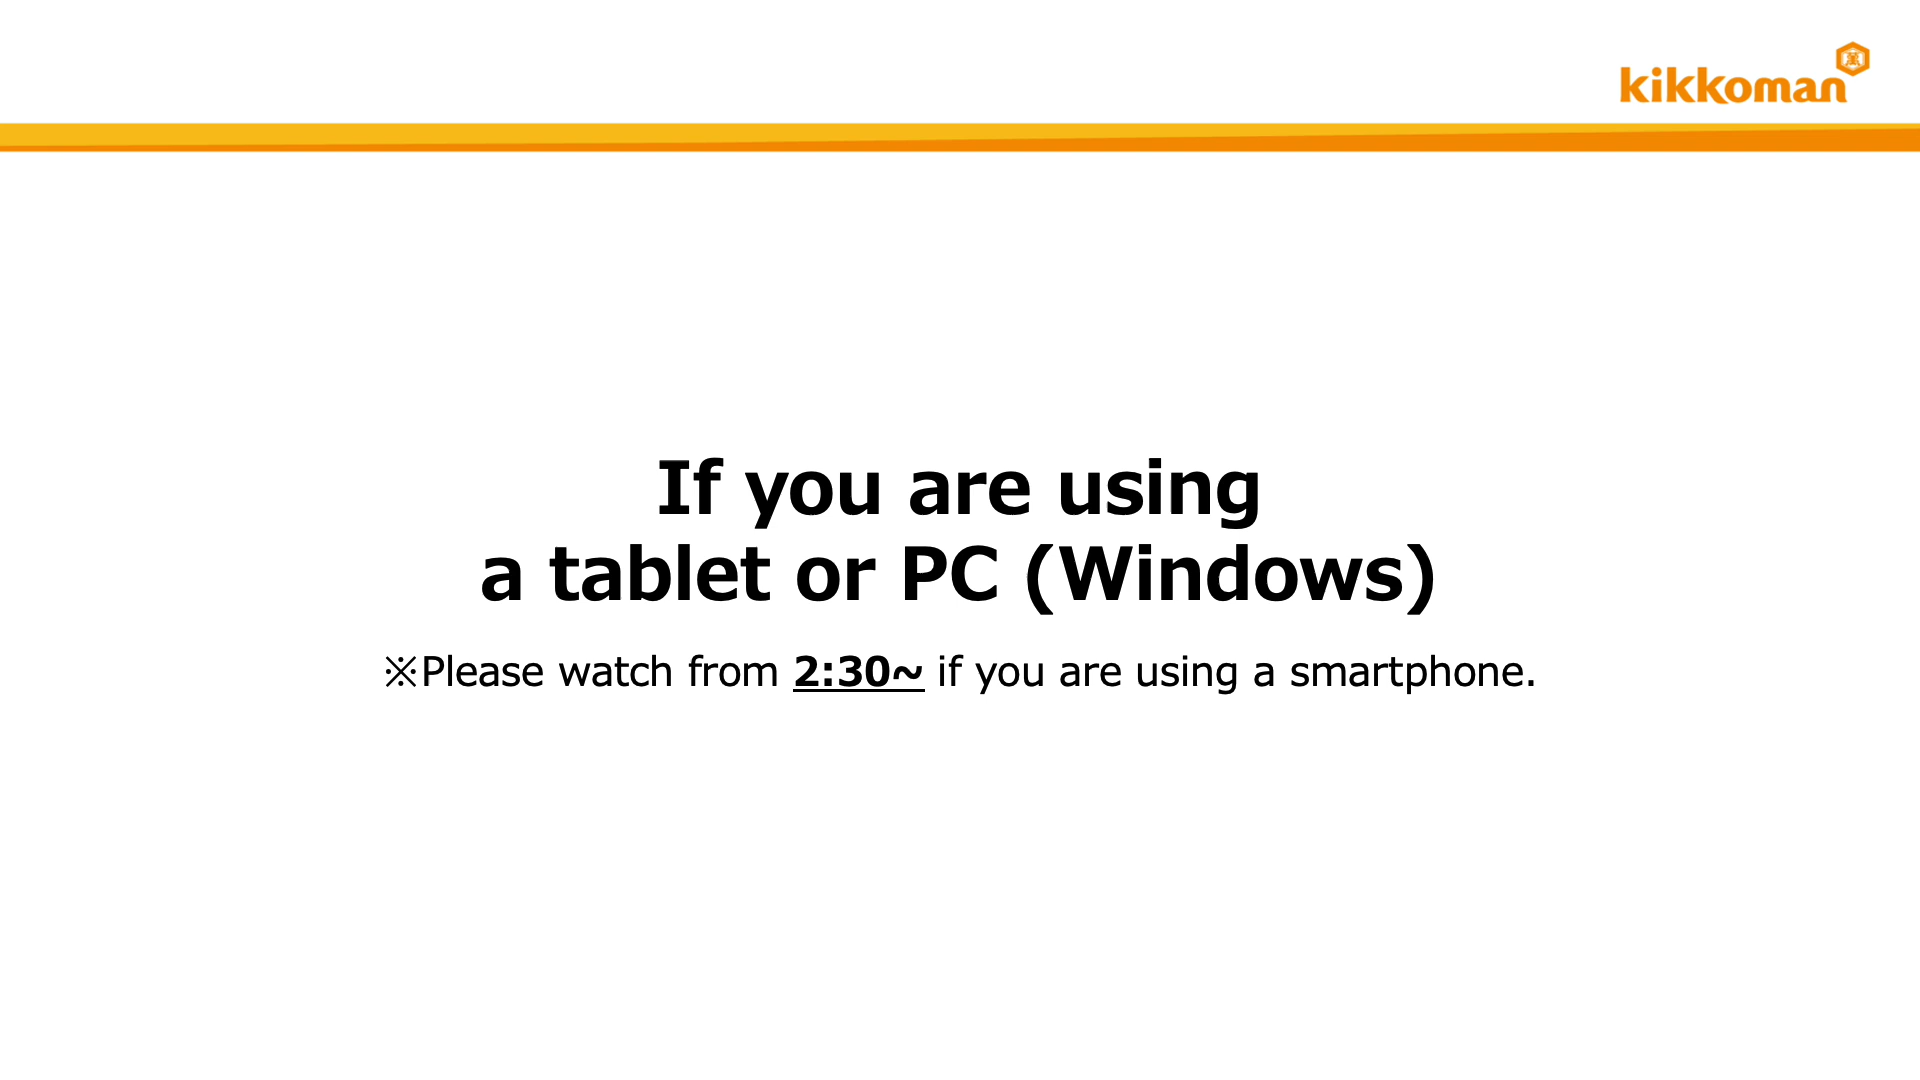 kikkoman
If you are using
a tablet or PC (Windows)
※Please watch from 2:30~ if you are using a smartphone.